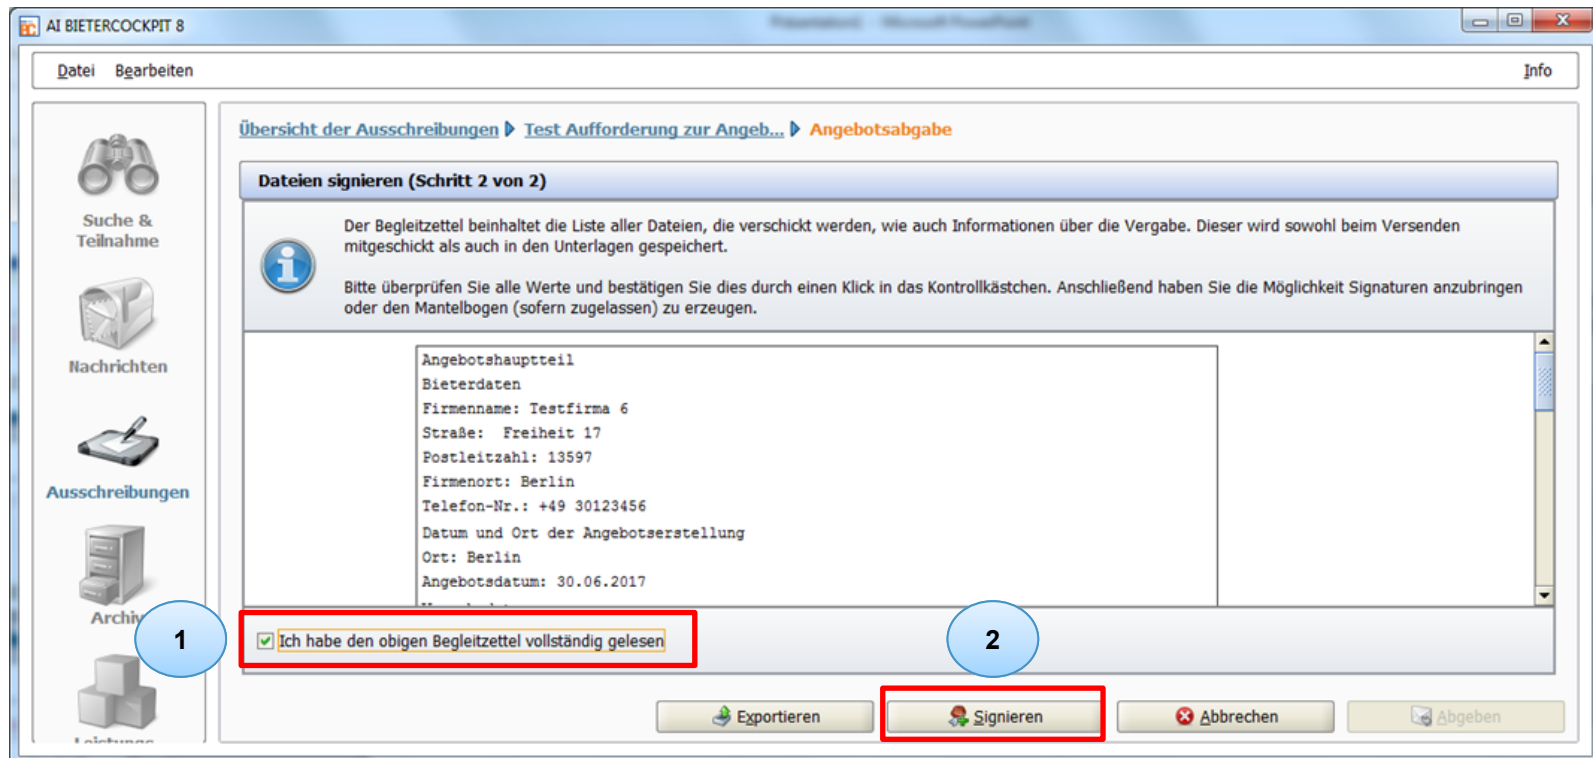 AI BIETERCOCKPIT 8
Datei Bearbeiten Info
Übersicht der Ausschreibungen Test Aufforderung zur Angeb... Angebotsabgabe
Dateien signieren (Schritt 2 von 2)
Der Begleitzettel beinhaltet die Liste aller Dateien, die verschickt werden, wie auch Informationen über die Vergabe. Dieser wird sowohl beim Versenden
mitgeschickt als auch in den Unterlagen gespeichert.
Bitte überprüfen Sie alle Werte und bestätigen Sie dies durch einen Klick in das Kontrollkästchen. Anschließend haben Sie die Möglichkeit Signaturen anzubringen
oder den Mantelbogen (sofern zugelassen) zu erzeugen.
Suche &
Teilnahme
Nachrichten
Ausschreibungen
Archiv
Angebotshauptteil
Bieterdaten
Firmenname: Testfirma 6
Straße: Freiheit 17
Postleitzahl: 13597
Firmenort: Berlin
Telefon-Nr.: +49 30123456
Datum und Ort der Angebotserstellung
Ort: Berlin
Angebotsdatum: 30.06.2017
1
Ich habe den obigen Begleitzettel vollständig gelesen
2
Exportieren
Signieren
Abbrechen
Abgeben